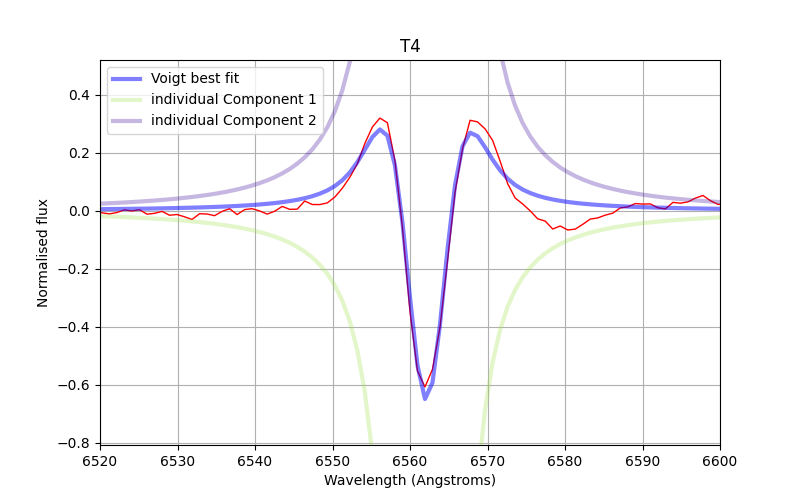 T4
Voigt best fit
individual Component 1
individual Component 2
0.4
0.2
0.0
−0.2
−0.4
−0.6
−0.8
Normalised flux
6520 6530 6540 6550 6560 6570 6580 6590 6600
Wavelength (Angstroms)